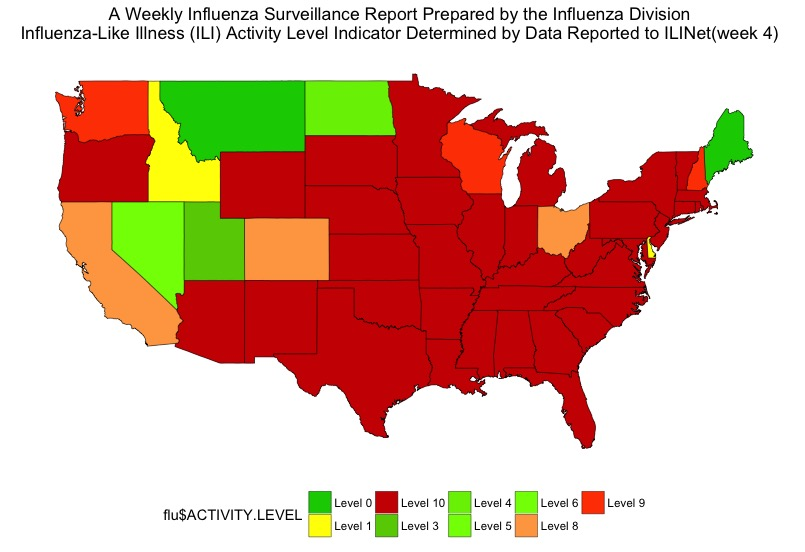 A Weekly Influenza Surveillance Report Prepared by the Influenza Division
Influenza-Like Illness (ILI) Activity Level Indicator Determined by Data Reported to ILINet(week 4)
flu$ACTIVITY.LEVEL
Level 0 Level 10 Level 4 Level 6 Level 9
Level 1 Level 3 Level 5 Level 8